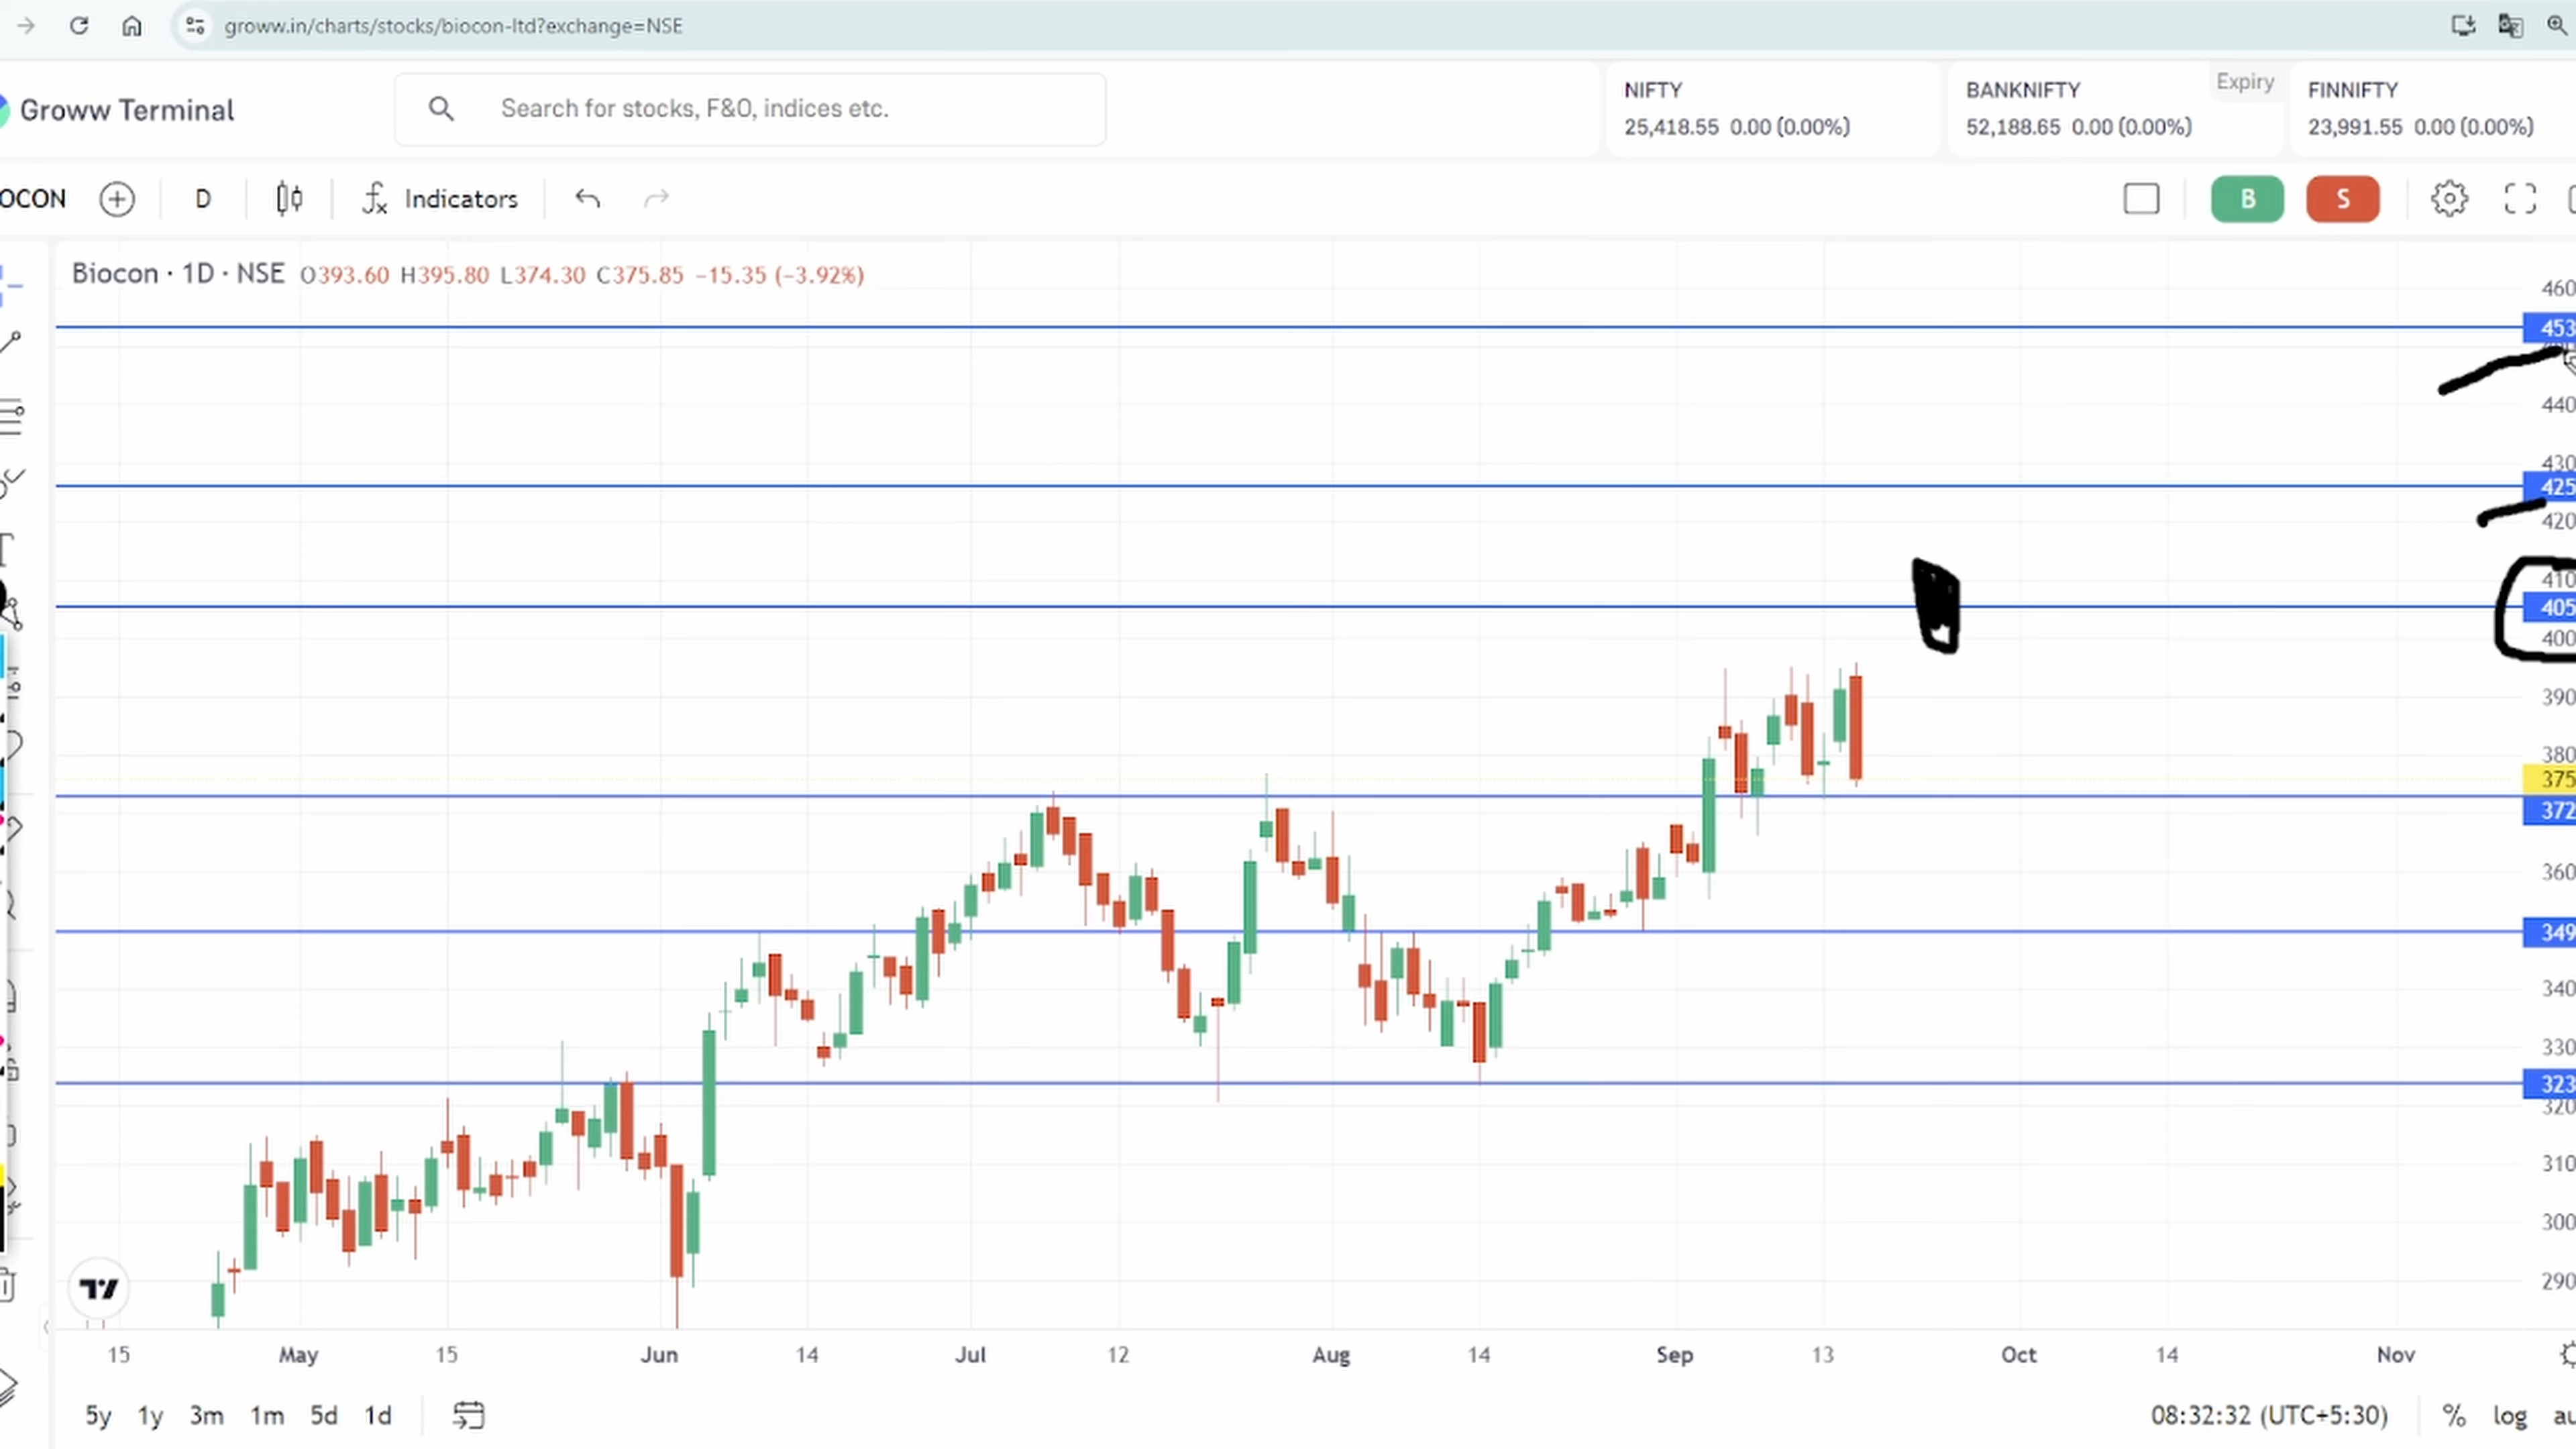 groww.in/charts/stocks/biocon-ltd?exchange=NSE
Groww Terminal
Search for stocks, F&O, indices etc.
NIFTY
25,418.55 0.00 (0.00%)
BANKNIFTY
Expiry
52,188.65 0.00 (0.00%)
FINNIFTY
23,991.55 0.00 (0.00%)
OCON
D
Indicators
B
S
Biocon · 1D · NSE O393.60 H395.80 L374.30 C375.85 −15.35 (−3.92%)
460
453
440
430
425
420
410
405
400
390
380
375
372
360
349
340
330
323
320
310
300
290
15 May 15 Jun 14 Jul 12 Aug 14 Sep 13 Oct 14 Nov
5y 1y 3m 1m 5d 1d
08:32:32 (UTC+5:30) % log au